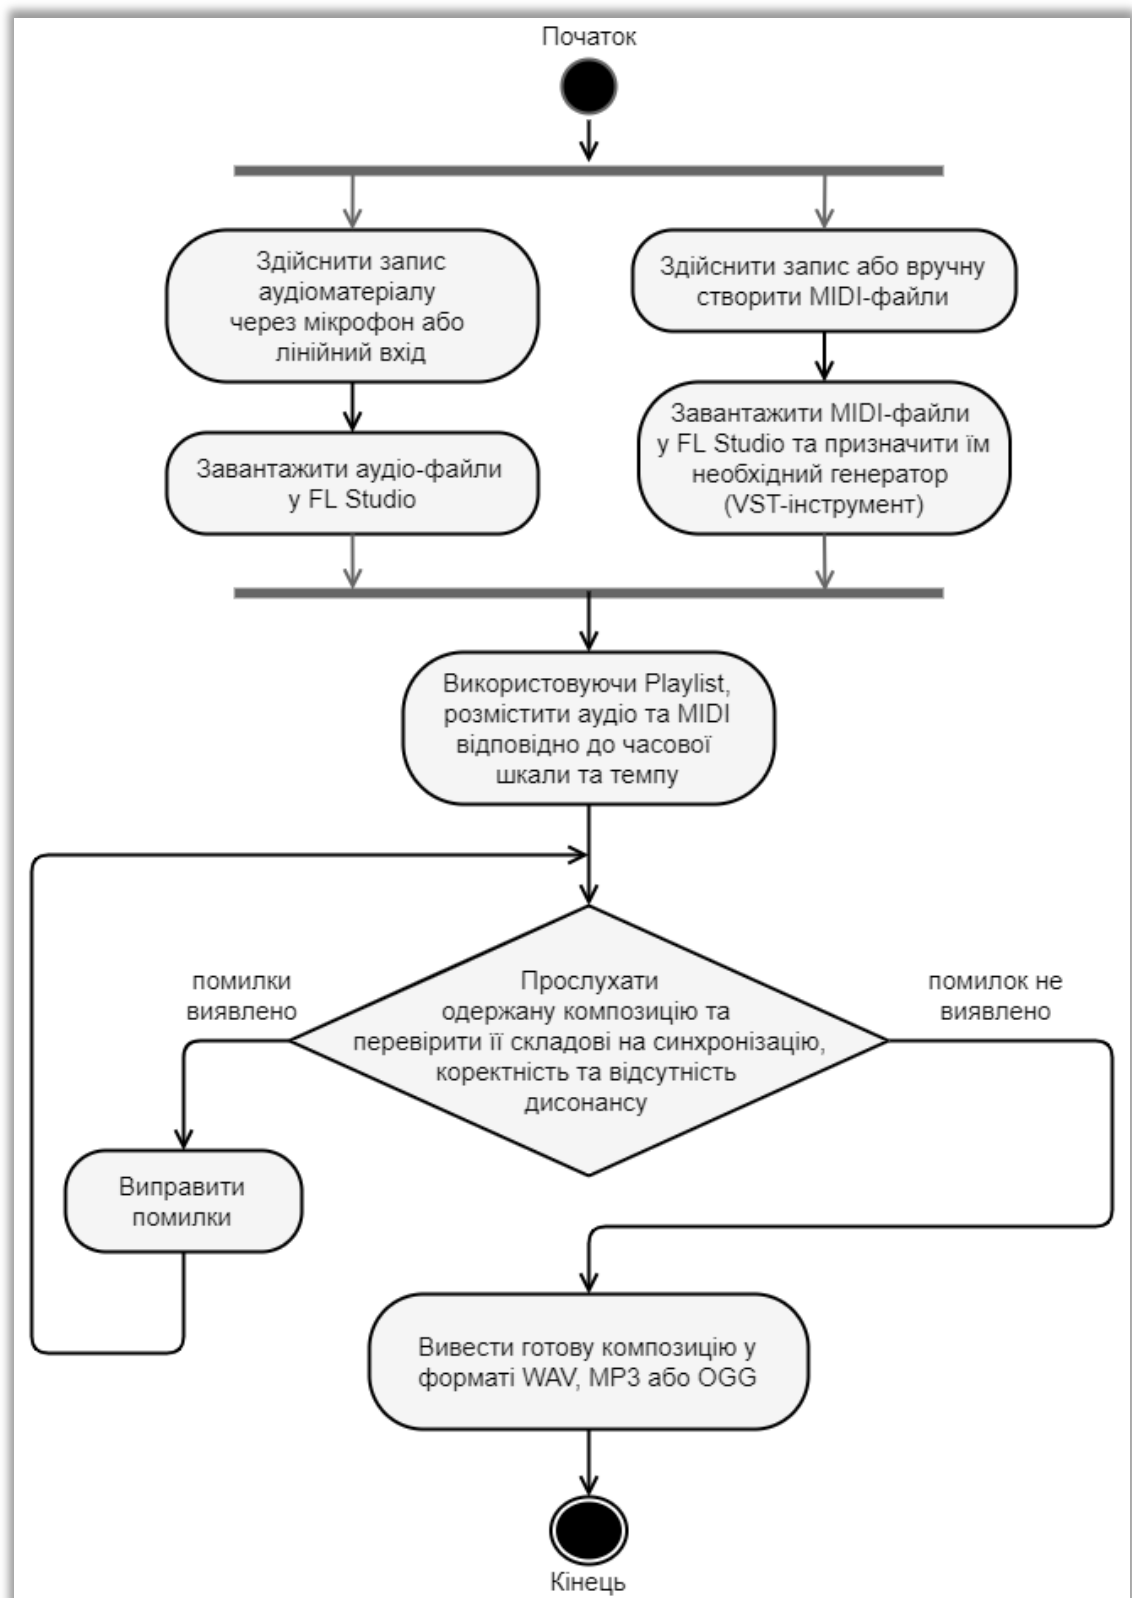 Початок
Здійснити запис
аудіоматеріалу
через мікрофон або
лінійний вхід
Здійснити запис або вручну
створити MIDI-файли
Завантажити аудіо-файли
у FL Studio
Завантажити MIDI-файли
у FL Studio та призначити їм
необхідний генератор
(VST-інструмент)
Використовуючи Playlist,
розмістити аудіо та MIDI
відповідно до часової
шкали та темпу
помилки
виявлено
Прослухати
одержану композицію та
перевірити її складові на синхронізацію,
коректність та відсутність
дисонансу
помилок не
виявлено
Виправити
помилки
Вивести готову композицію у
форматі WAV, MP3 або OGG
Кінець